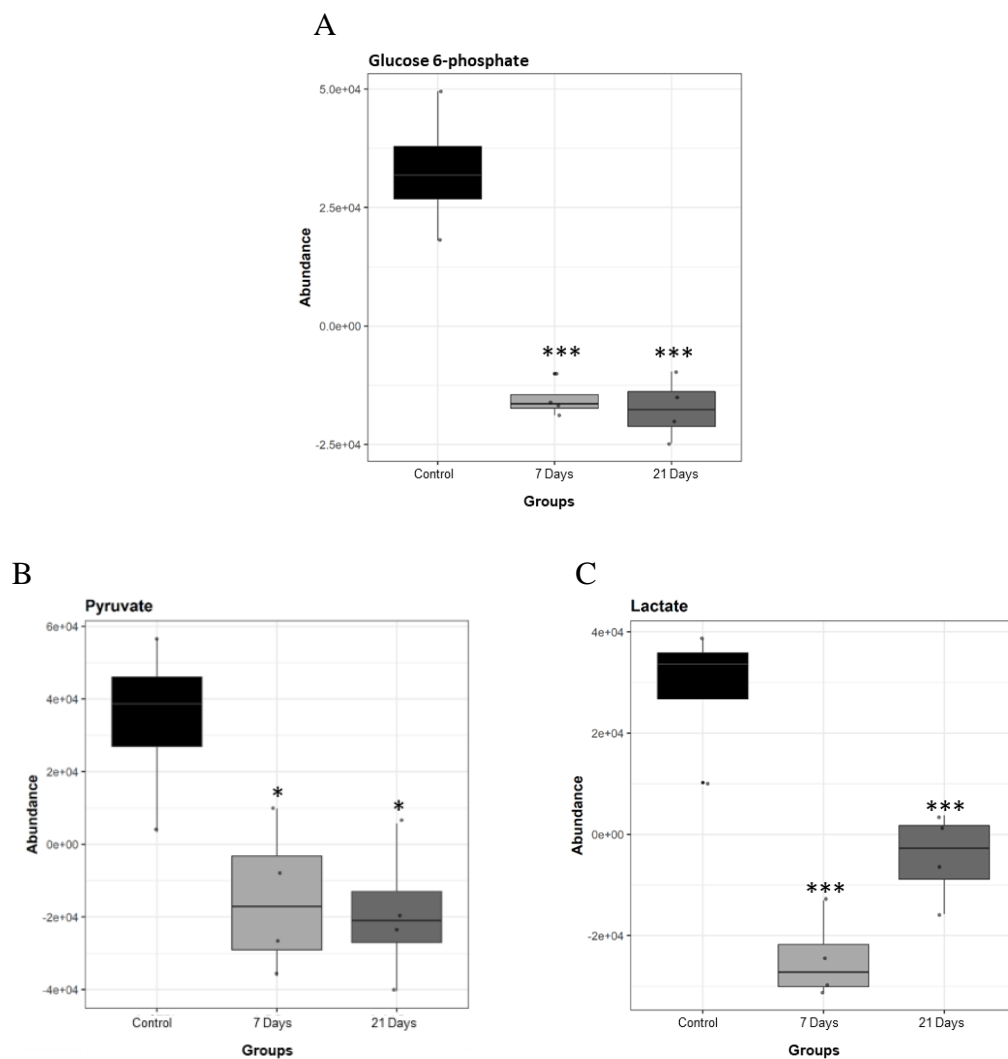 A
Glucose 6-phosphate
5.0e+04
2.5e+04
0.0e+00
-2.5e+04
Abundance
***
***
Control
7 Days
21 Days
Groups
B
Pyruvate
6e+04
4e+04
2e+04
0e+00
-2e+04
-4e+04
Abundance
*
*
Control
7 Days
21 Days
Groups
C
Lactate
4e+04
2e+04
0e+00
-2e+04
Abundance
***
***
Control
7 Days
21 Days
Groups